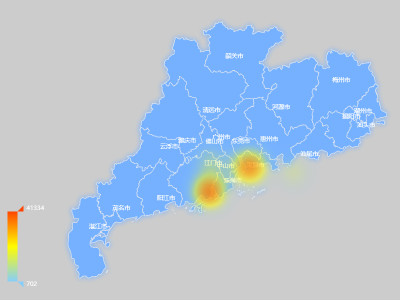 韶关市
梅州市
清远市
河源市
潮州市
揭阳市
汕头市
广州市
惠州市
肇庆市
佛山市
东莞市
云浮市
汕尾市
江门市
中山市
珠海市
阳江市
茂名市
湛江市
41334
702